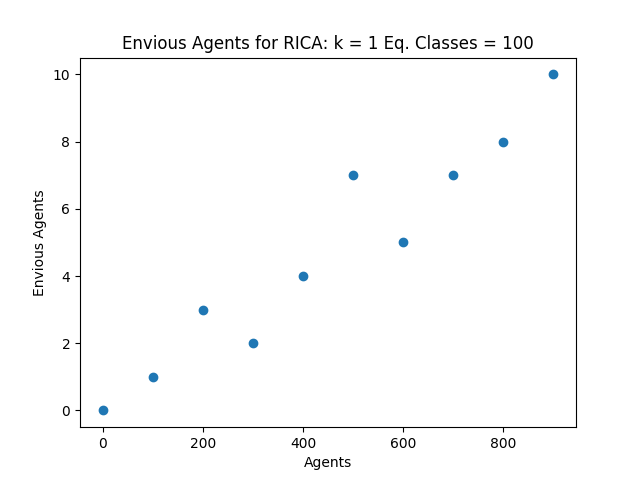 Envious Agents for RICA: k = 1 Eq. Classes = 100
10
8
6
4
2
0
Envious Agents
0 200 400 600 800
Agents